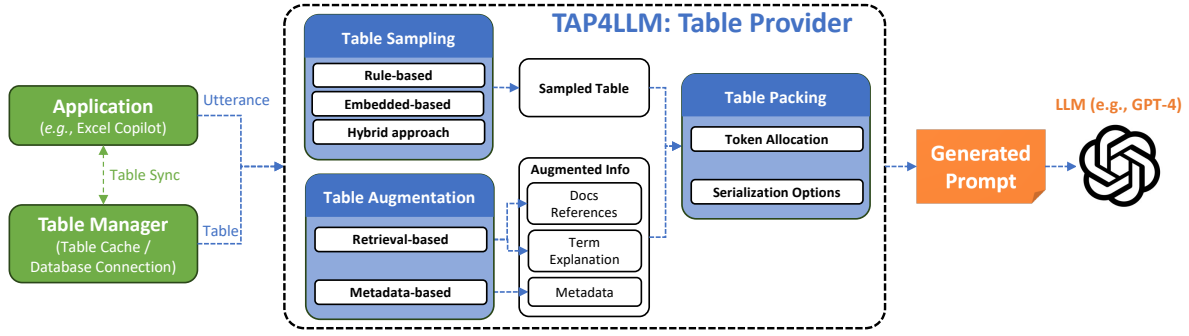 TAP4LLM: Table Provider
Application
(e.g., Excel Copilot)
Table Sync
Table Manager
(Table Cache /
Database Connection)
Utterance
Table
Table Sampling
Rule-based
Embedded-based
Hybrid approach
Table Augmentation
Retrieval-based
Metadata-based
Sampled Table
Augmented Info
Docs
References
Term
Explanation
Metadata
Table Packing
Token Allocation
Serialization Options
Generated
Prompt
LLM (e.g., GPT-4)